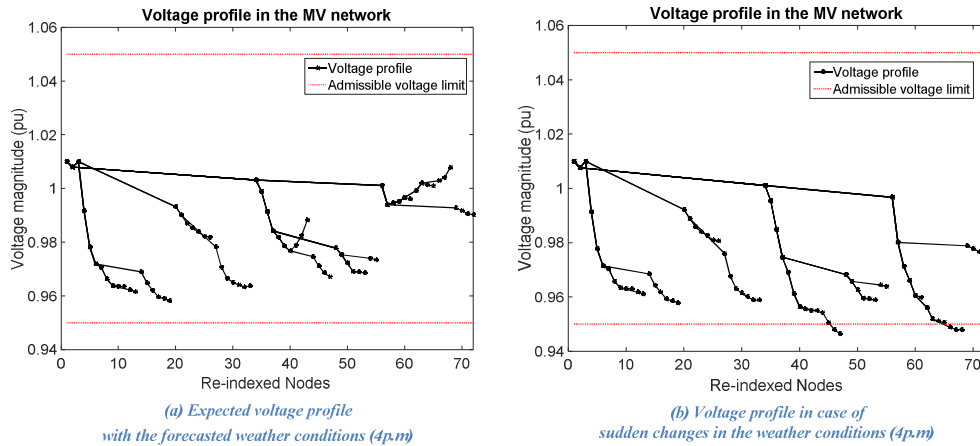 Voltage profile in the MV network
1.06
1.04
1.02
1
0.98
0.96
0.94
Voltage magnitude (pu)
Voltage profile
Admissible voltage limit
0 10 20 30 40 50 60 70
Re-indexed Nodes
(a) Expected voltage profile
with the forecasted weather conditions (4p.m)
Voltage profile in the MV network
1.06
1.04
1.02
1
0.98
0.96
0.94
Voltage magnitude (pu)
Voltage profile
Admissible voltage limit
0 10 20 30 40 50 60 70
Re-indexed Nodes
(b) Voltage profile in case of
sudden changes in the weather conditions (4p.m)